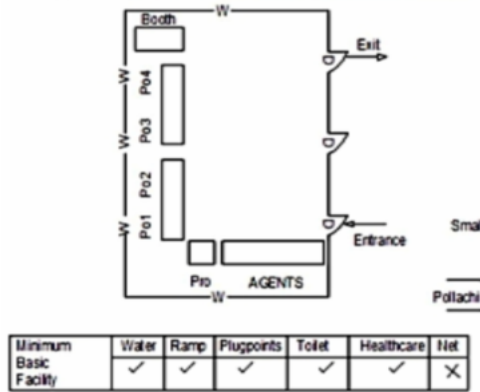 W
Booth
Exit
D
W
Po4
Po3
W
D
Po2
Po1
W
D
Entrance
Smal
Pro AGENTS
W
Pollachi
Minimum Basic Facility Water Ramp Plugpoints Toilet Healthcare Net
✓ ✓ ✓ ✓ ✓ ✗